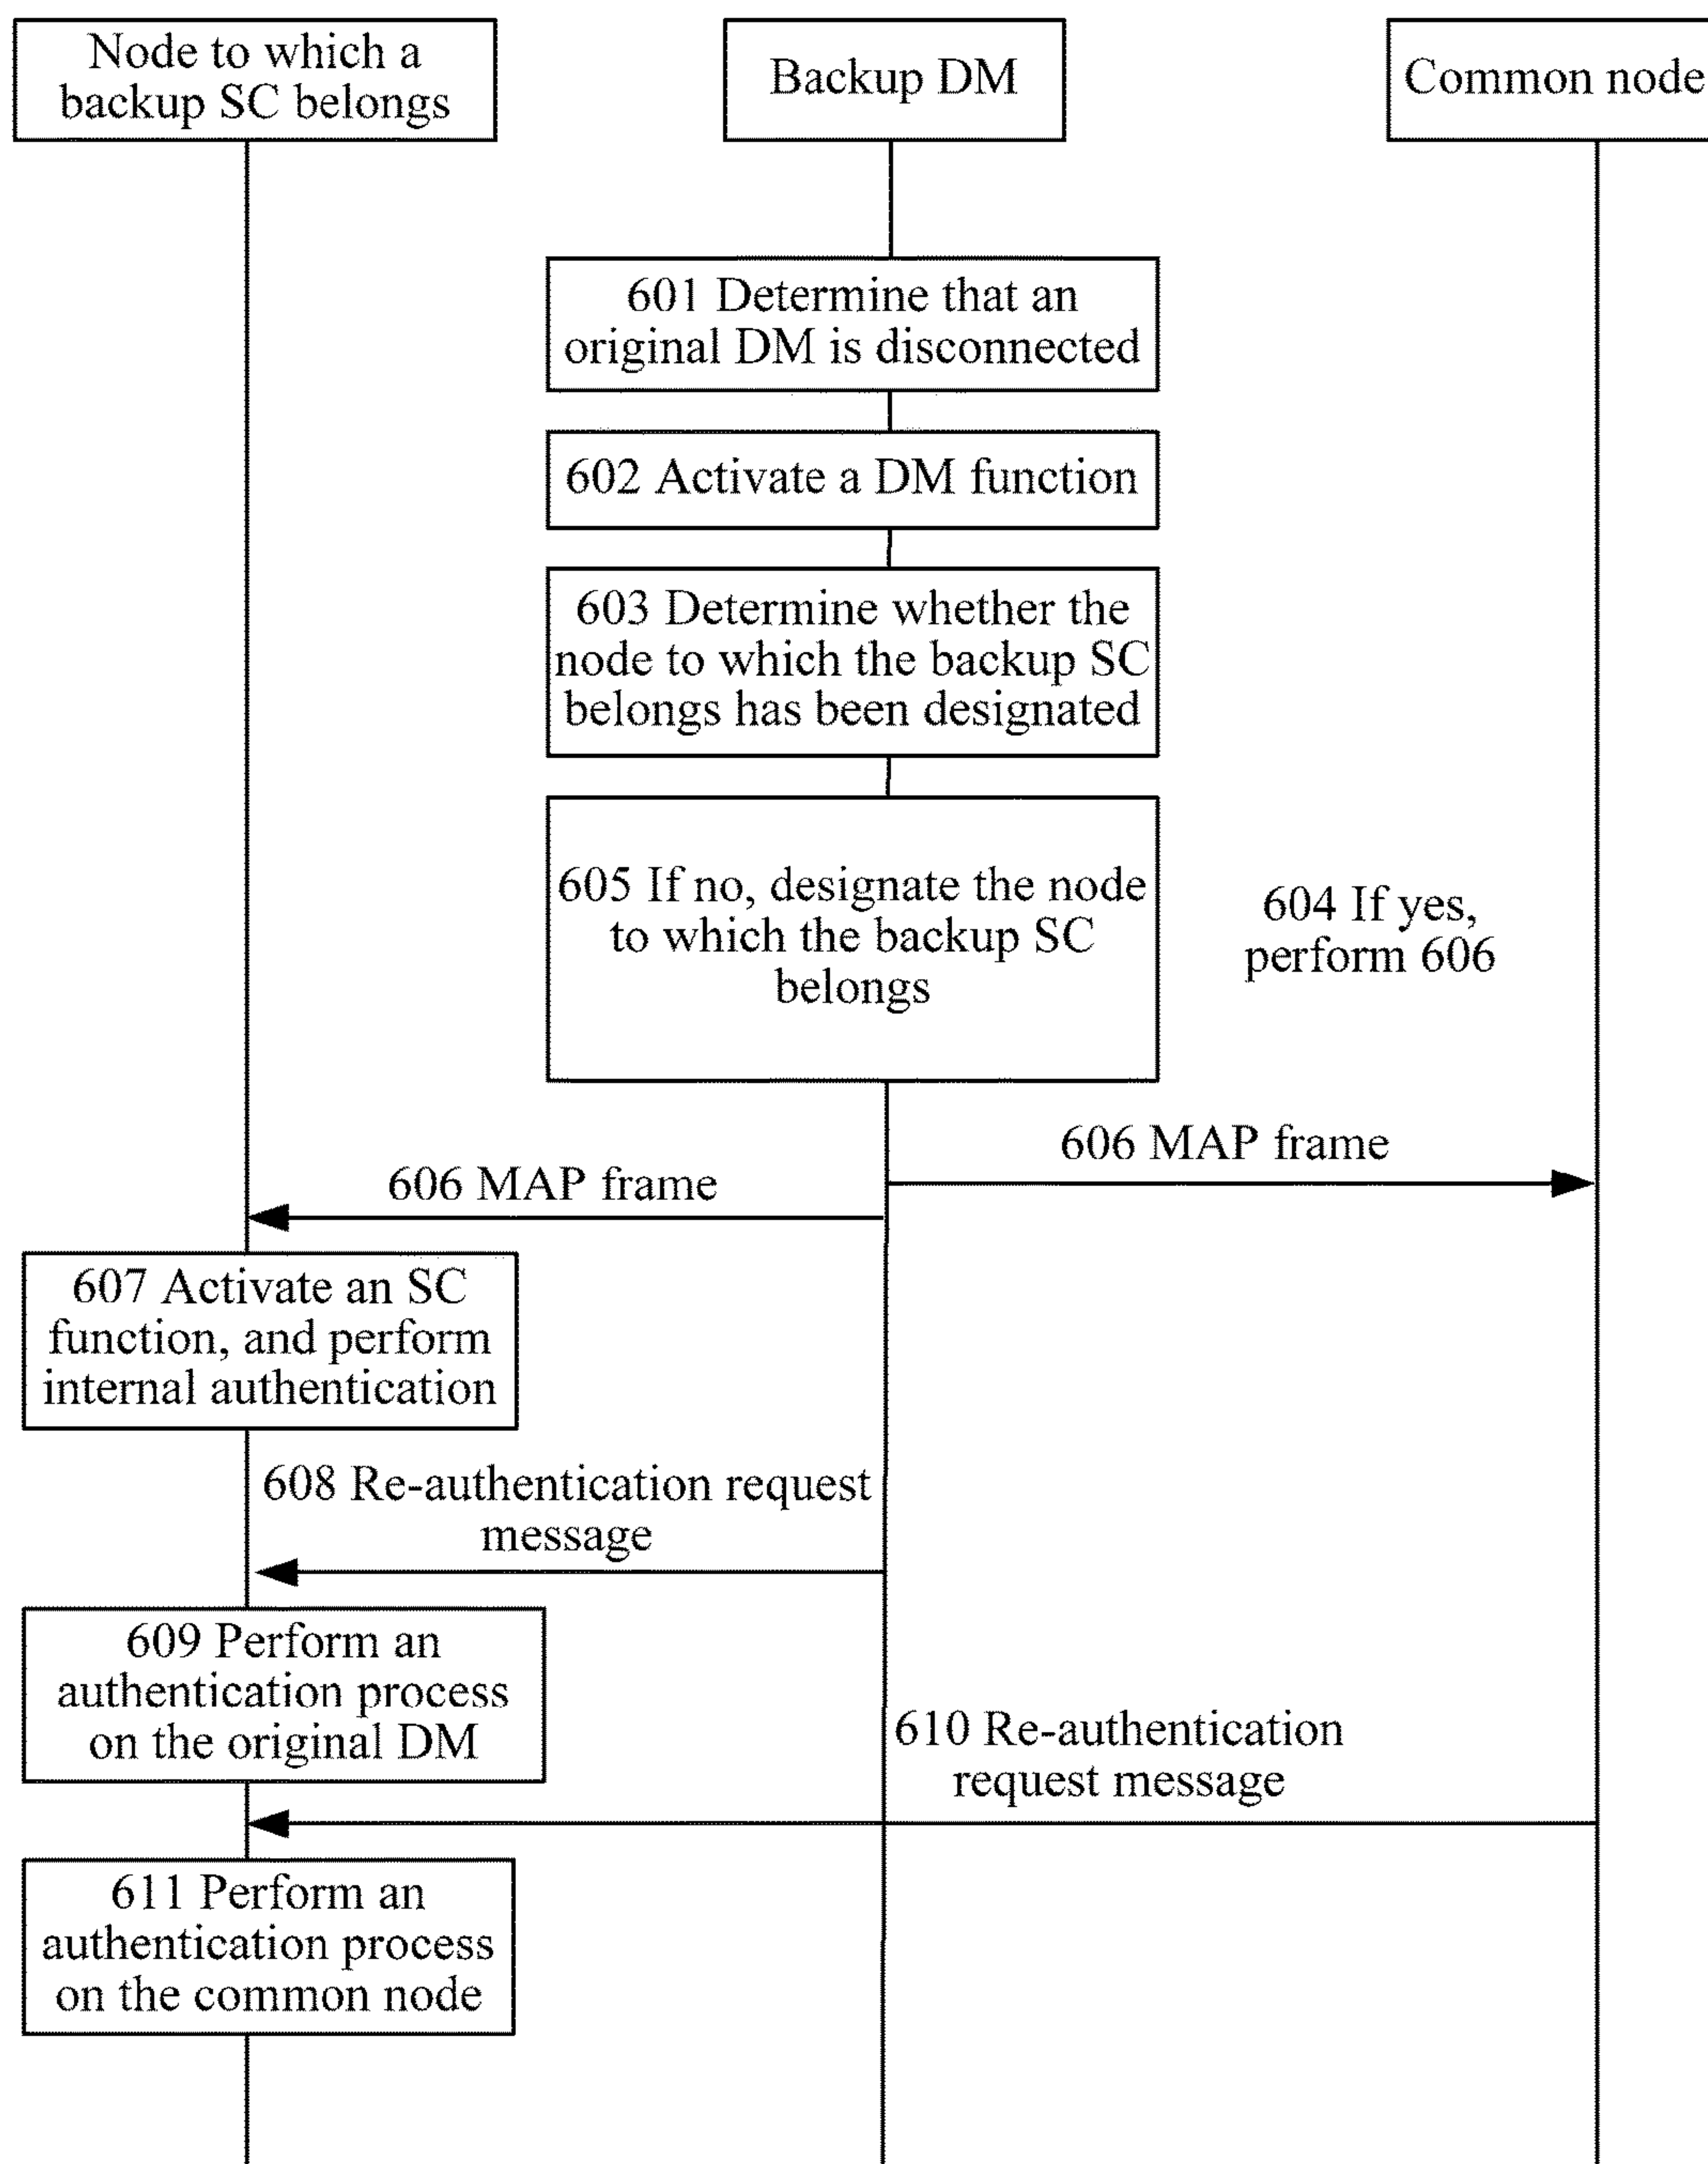 Node to which a
backup SC belongs
Backup DM
Common node
601 Determine that an
original DM is disconnected
602 Activate a DM function
603 Determine whether the
node to which the backup SC
belongs has been designated
605 If no, designate the node
to which the backup SC
belongs
604 If yes,
perform 606
606 MAP frame
606 MAP frame
607 Activate an SC
function, and perform
internal authentication
608 Re-authentication request
message
609 Perform an
authentication process
on the original DM
610 Re-authentication
request message
611 Perform an
authentication process
on the common node